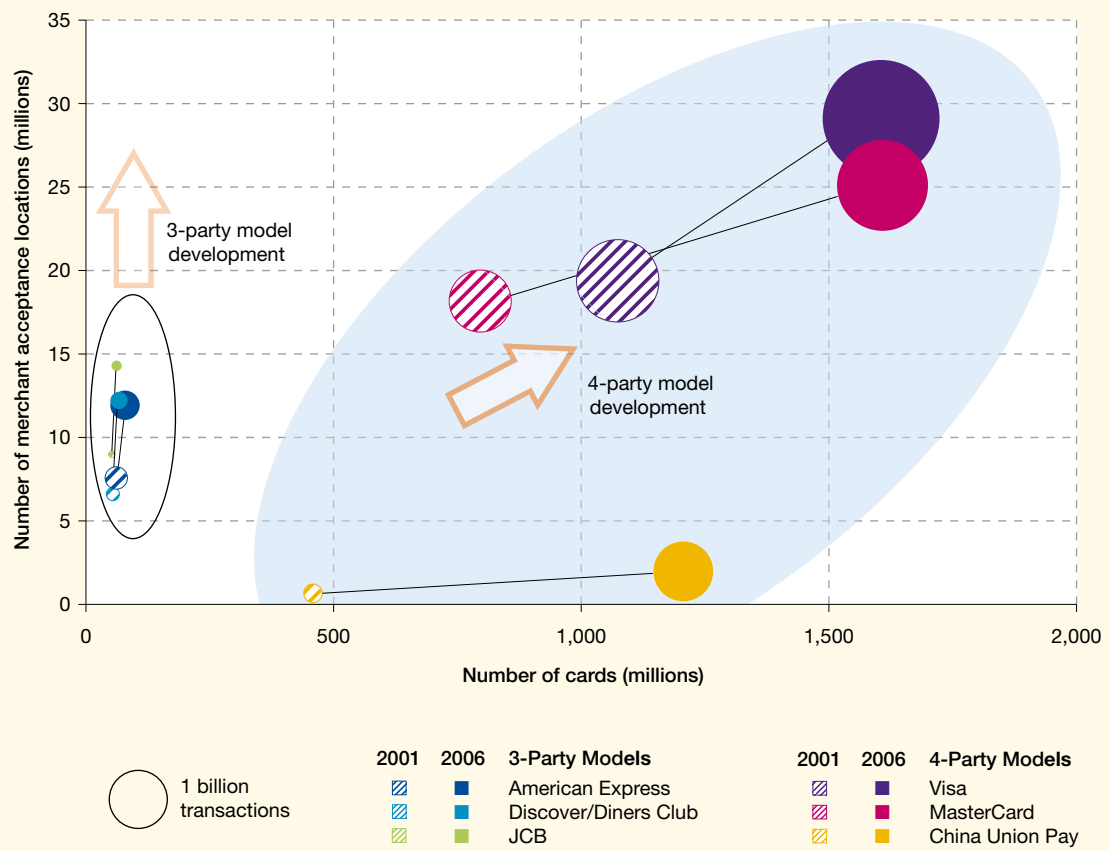 35
30
25
20
15
10
5
0
Number of merchant acceptance locations (millions)
3-party model
development
4-party model
development
0 500 1,000 1,500 2,000
Number of cards (millions)
1 billion
transactions
2001 2006 3-Party Models
American Express
Discover/Diners Club
JCB
2001 2006 4-Party Models
Visa
MasterCard
China Union Pay